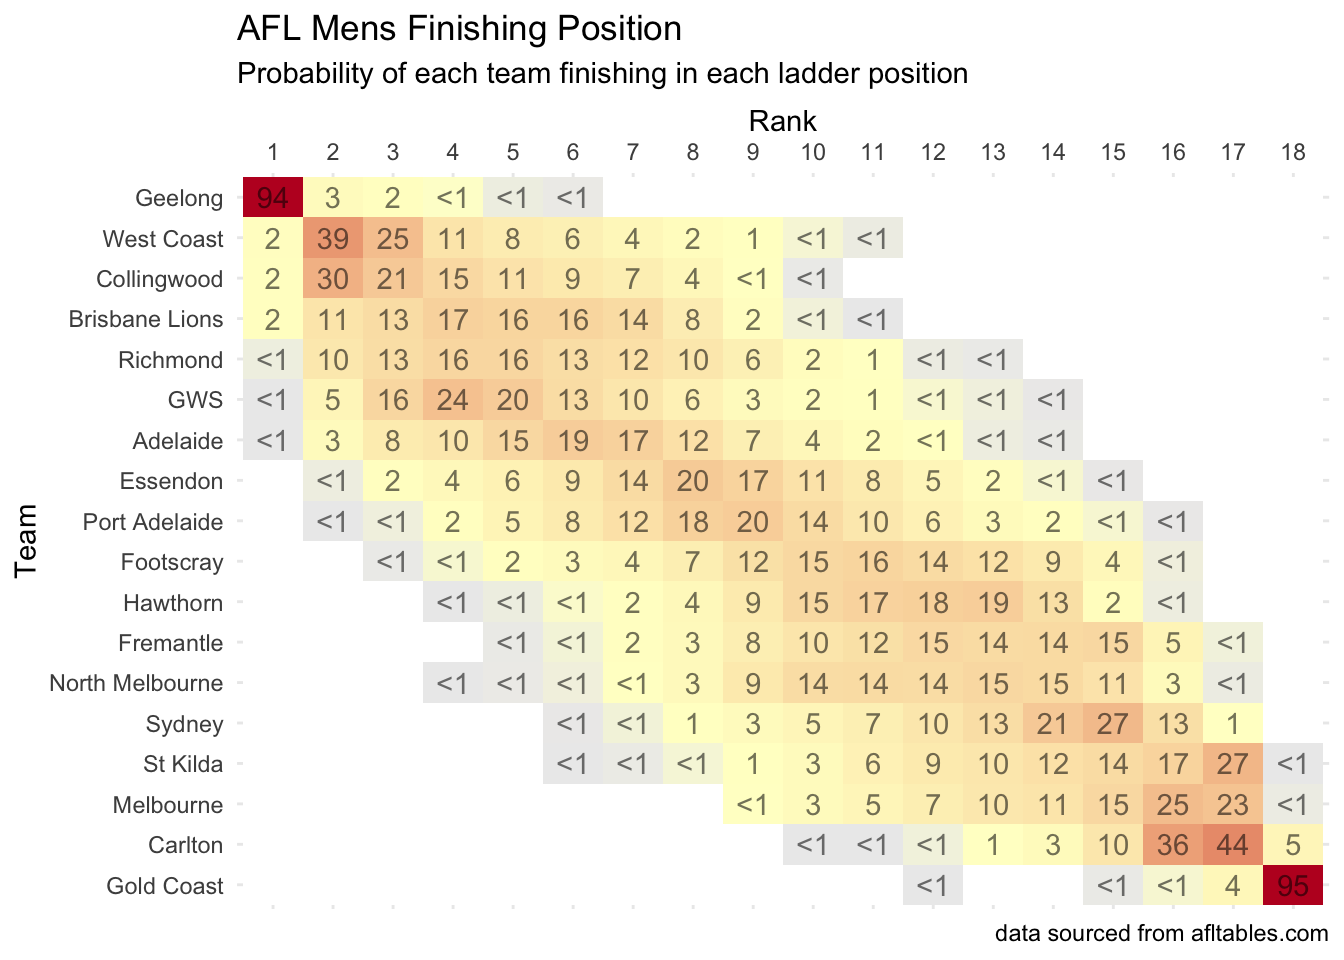 AFL Mens Finishing Position
Probability of each team finishing in each ladder position
Rank
1 2 3 4 5 6 7 8 9 10 11 12 13 14 15 16 17 18
Team
Geelong 94 3 2 <1 <1 <1
West Coast 2 39 25 11 8 6 4 2 1 <1 <1
Collingwood 2 30 21 15 11 9 7 4 <1 <1
Brisbane Lions 2 11 13 17 16 16 14 8 2 <1 <1
Richmond <1 10 13 16 16 13 12 10 6 2 1 <1 <1
GWS <1 5 16 24 20 13 10 6 3 2 1 <1 <1 <1
Adelaide <1 3 8 10 15 19 17 12 7 4 2 <1 <1 <1
Essendon <1 2 4 6 9 14 20 17 11 8 5 2 <1 <1
Port Adelaide <1 <1 2 5 8 12 18 20 14 10 6 3 2 <1 <1
Footscray <1 <1 2 3 4 7 12 15 16 14 12 9 4 <1
Hawthorn <1 <1 <1 2 4 9 15 17 18 19 13 2 <1
Fremantle <1 <1 2 3 8 10 12 15 14 14 15 5 <1
North Melbourne <1 <1 <1 <1 3 9 14 14 14 15 15 11 3 <1
Sydney <1 <1 1 3 5 7 10 13 21 27 13 1
St Kilda <1 <1 <1 1 3 6 9 10 12 14 17 27 <1
Melbourne <1 3 5 7 10 11 15 25 23 <1
Carlton <1 <1 <1 1 3 10 36 44 5
Gold Coast <1 <1 <1 4 95
data sourced from afltables.com